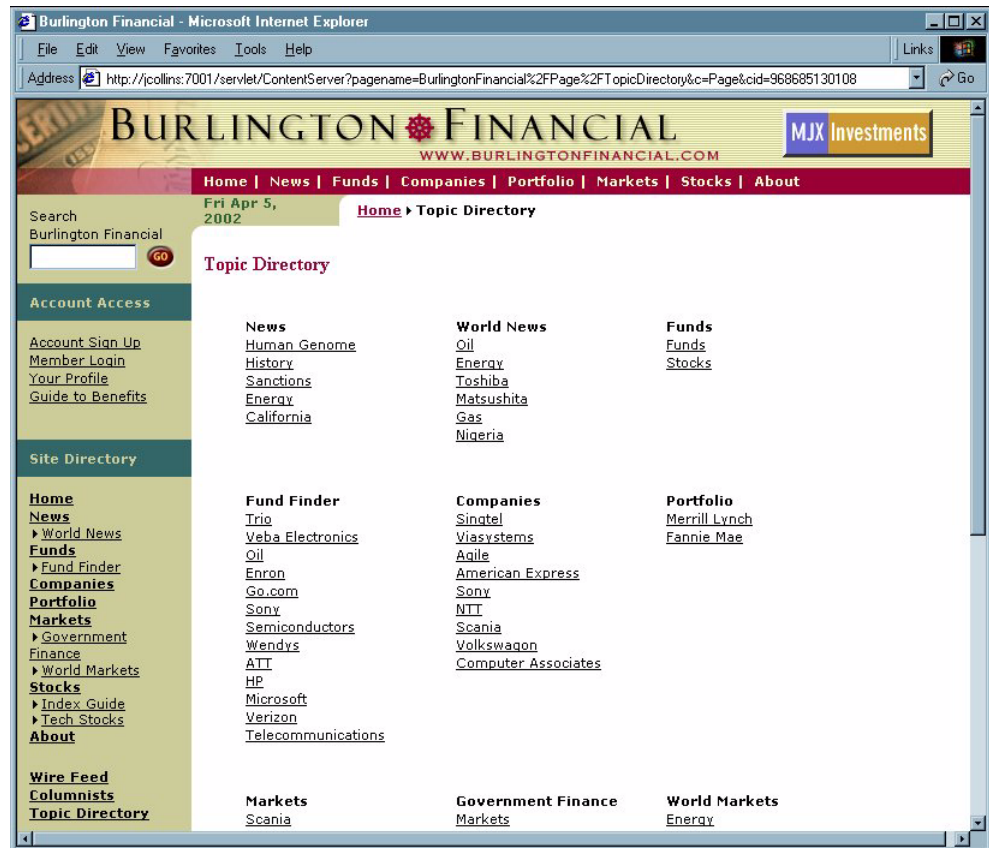 Burlington Financial - Microsoft Internet Explorer
File Edit View Favorites Tools Help
Links
Address http://jcollins:7001/servlet/ContentServer?pagename=BurlingtonFinancial%2FPage%2FTopicDirectory&c=Page&cid=968685130108 Go
BURLINGTON FINANCIAL
WWW.BURLINGTONFINANCIAL.COM
MJX Investments
Home | News | Funds | Companies | Portfolio | Markets | Stocks | About
Search
Burlington Financial
GO
Account Access
Account Sign Up
Member Login
Your Profile
Guide to Benefits
Site Directory
Home
News
World News
Funds
Fund Finder
Companies
Portfolio
Markets
Government
Finance
World Markets
Stocks
Index Guide
Tech Stocks
About
Wire Feed
Columnists
Topic Directory
Fri Apr 5,
2002
Home Topic Directory
Topic Directory
News
Human Genome
History
Sanctions
Energy
California
World News
Oil
Energy
Toshiba
Matsushita
Gas
Nigeria
Funds
Funds
Stocks
Fund Finder
Trio
Veba Electronics
Oil
Enron
Go.com
Sony
Semiconductors
Wendys
ATT
HP
Microsoft
Verizon
Telecommunications
Companies
Singtel
Viasystems
Agile
American Express
Sony
NTT
Scania
Volkswagon
Computer Associates
Portfolio
Merrill Lynch
Fannie Mae
Markets
Scania
Government Finance
Markets
World Markets
Energy